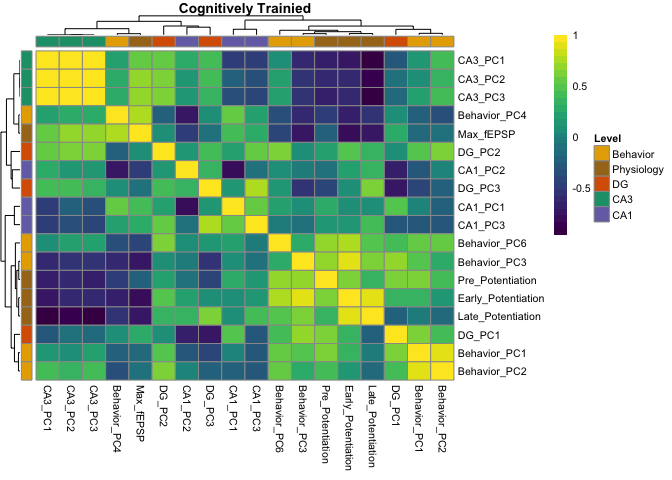 Cognitively Trainied
CA3_PC1
CA3_PC2
CA3_PC3
Behavior_PC4
Max_fEPSP
DG_PC2
CA1_PC2
DG_PC3
CA1_PC1
CA1_PC3
Behavior_PC6
Behavior_PC3
Pre_Potentiation
Early_Potentiation
Late_Potentiation
DG_PC1
Behavior_PC1
Behavior_PC2
1
0.5
0
-0.5
Level
Behavior
Physiology
DG
CA3
CA1
CA3_PC1
CA3_PC2
CA3_PC3
Behavior_PC4
Max_fEPSP
DG_PC2
CA1_PC2
DG_PC3
CA1_PC1
CA1_PC3
Behavior_PC6
Behavior_PC3
Pre_Potentiation
Early_Potentiation
Late_Potentiation
DG_PC1
Behavior_PC1
Behavior_PC2